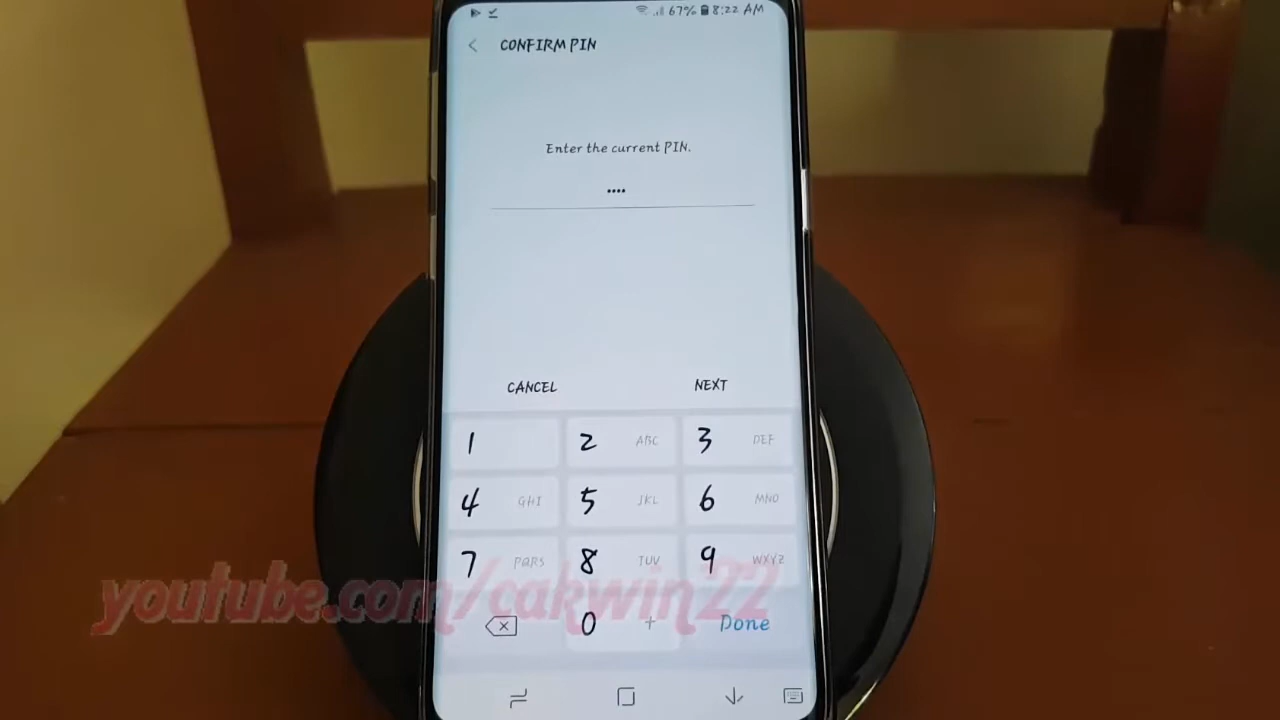 67% 8:22 AM
CONFIRM PIN
Enter the current PIN.
••••
CANCEL NEXT
1 2 ABC 3 DEF
4 GHI 5 JKL 6 MNO
7 PQRS 8 TUV 9 WXYZ
youtube.com/cakwin22
0 + Done